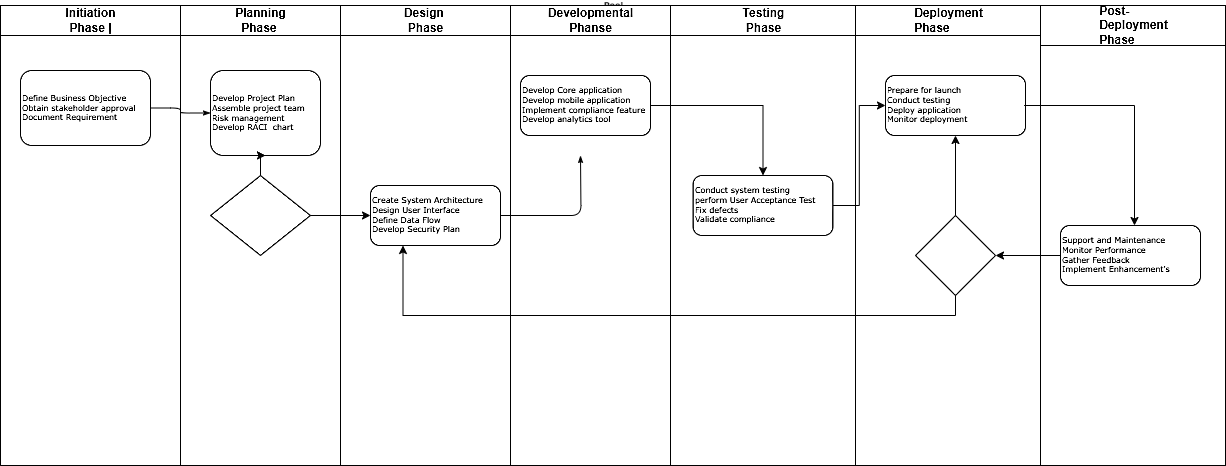 Initiation
Phase |
Planning
Phase
Design
Phase
Developmental
Phanse
Testing
Phase
Deployment
Phase
Post-
Deployment
Phase
Define Business Objective
Obtain stakeholder approval
Document Requirement
Develop Project Plan
Assemble project team
Risk management
Develop RACI chart
Create System Architecture
Design User Interface
Define Data Flow
Develop Security Plan
Develop Core application
Develop mobile application
Implement compliance feature
Develop analytics tool
Conduct system testing
perform User Acceptance Test
Fix defects
Validate compliance
Prepare for launch
Conduct testing
Deploy application
Monitor deployment
Support and Maintenance
Monitor Performance
Gather Feedback
Implement Enhancement's